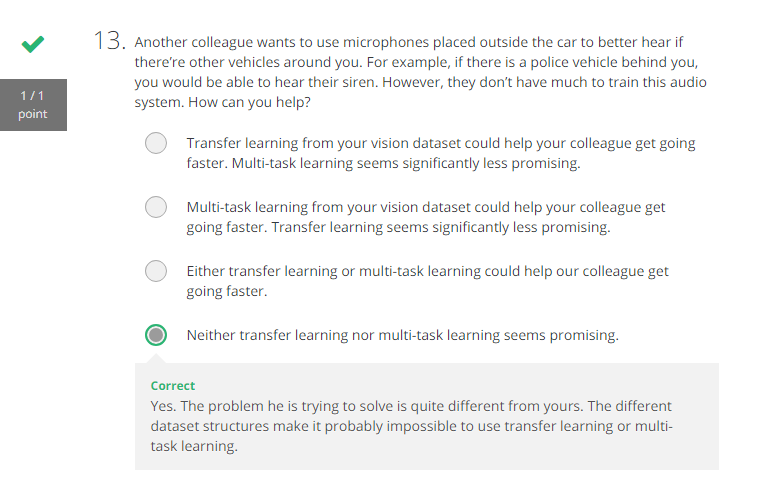 13. Another colleague wants to use microphones placed outside the car to better hear if
there're other vehicles around you. For example, if there is a police vehicle behind you,
you would be able to hear their siren. However, they don't have much to train this audio
system. How can you help?
1 / 1
point
Transfer learning from your vision dataset could help your colleague get going
faster. Multi-task learning seems significantly less promising.
Multi-task learning from your vision dataset could help your colleague get
going faster. Transfer learning seems significantly less promising.
Either transfer learning or multi-task learning could help our colleague get
going faster.
Neither transfer learning nor multi-task learning seems promising.
Correct
Yes. The problem he is trying to solve is quite different from yours. The different
dataset structures make it probably impossible to use transfer learning or multi-
task learning.